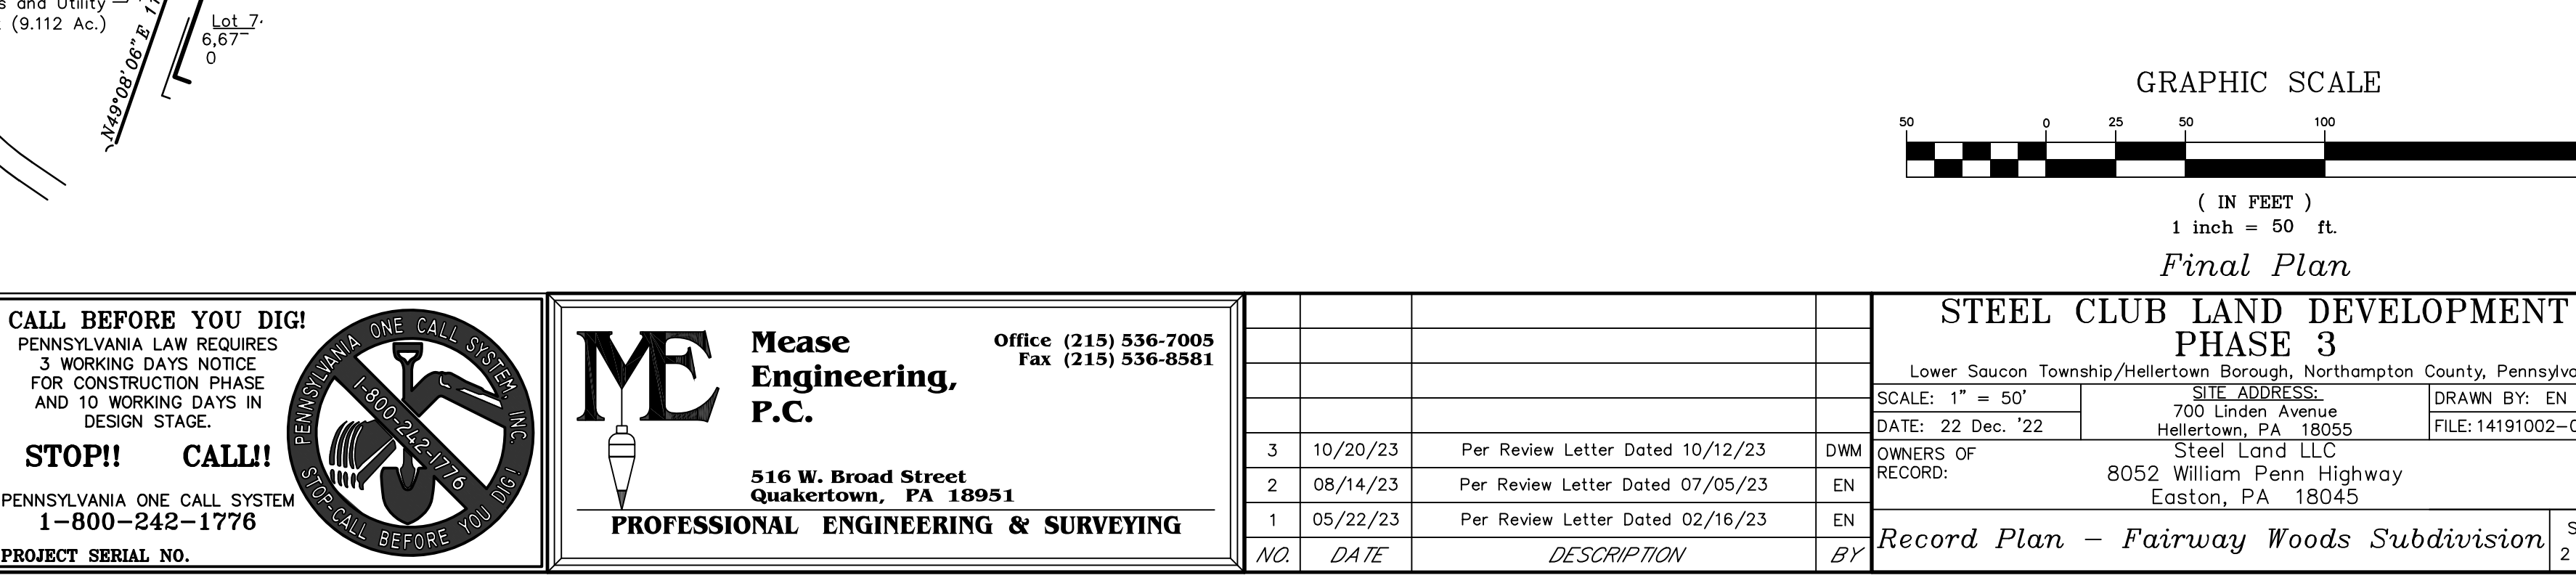 s and Utility
(9.112 Ac.)
N49°08'06"E
Lot
6,67
0
GRAPHIC SCALE
50 0 25 50 100
( IN FEET )
1 inch = 50 ft.
Final Plan
CALL BEFORE YOU DIG!
PENNSYLVANIA LAW REQUIRES
3 WORKING DAYS NOTICE
FOR CONSTRUCTION PHASE
AND 10 WORKING DAYS IN
DESIGN STAGE.
STOP!! CALL!!
PENNSYLVANIA ONE CALL SYSTEM
1-800-242-1776
PROJECT SERIAL NO.
PENNSYLVANIA ONE CALL SYSTEM, INC.
1-800-242-1776
STOP-CALL BEFORE YOU DIG!
ME
Mease
Engineering,
P.C.
Office (215) 536-7005
Fax (215) 536-8581
516 W. Broad Street
Quakertown, PA 18951
PROFESSIONAL ENGINEERING & SURVEYING
3 10/20/23 Per Review Letter Dated 10/12/23 DWM
2 08/14/23 Per Review Letter Dated 07/05/23 EN
1 05/22/23 Per Review Letter Dated 02/16/23 EN
NO. DATE DESCRIPTION BY
STEEL CLUB LAND DEVELOPMENT
PHASE 3
Lower Saucon Township/Hellertown Borough, Northampton County, Pennsylva
SCALE: 1" = 50'
DATE: 22 Dec. '22
SITE ADDRESS:
700 Linden Avenue
Hellertown, PA 18055
DRAWN BY: EN
FILE: 14191002-0
OWNERS OF
RECORD:
Steel Land LLC
8052 William Penn Highway
Easton, PA 18045
Record Plan - Fairway Woods Subdivision
S
2